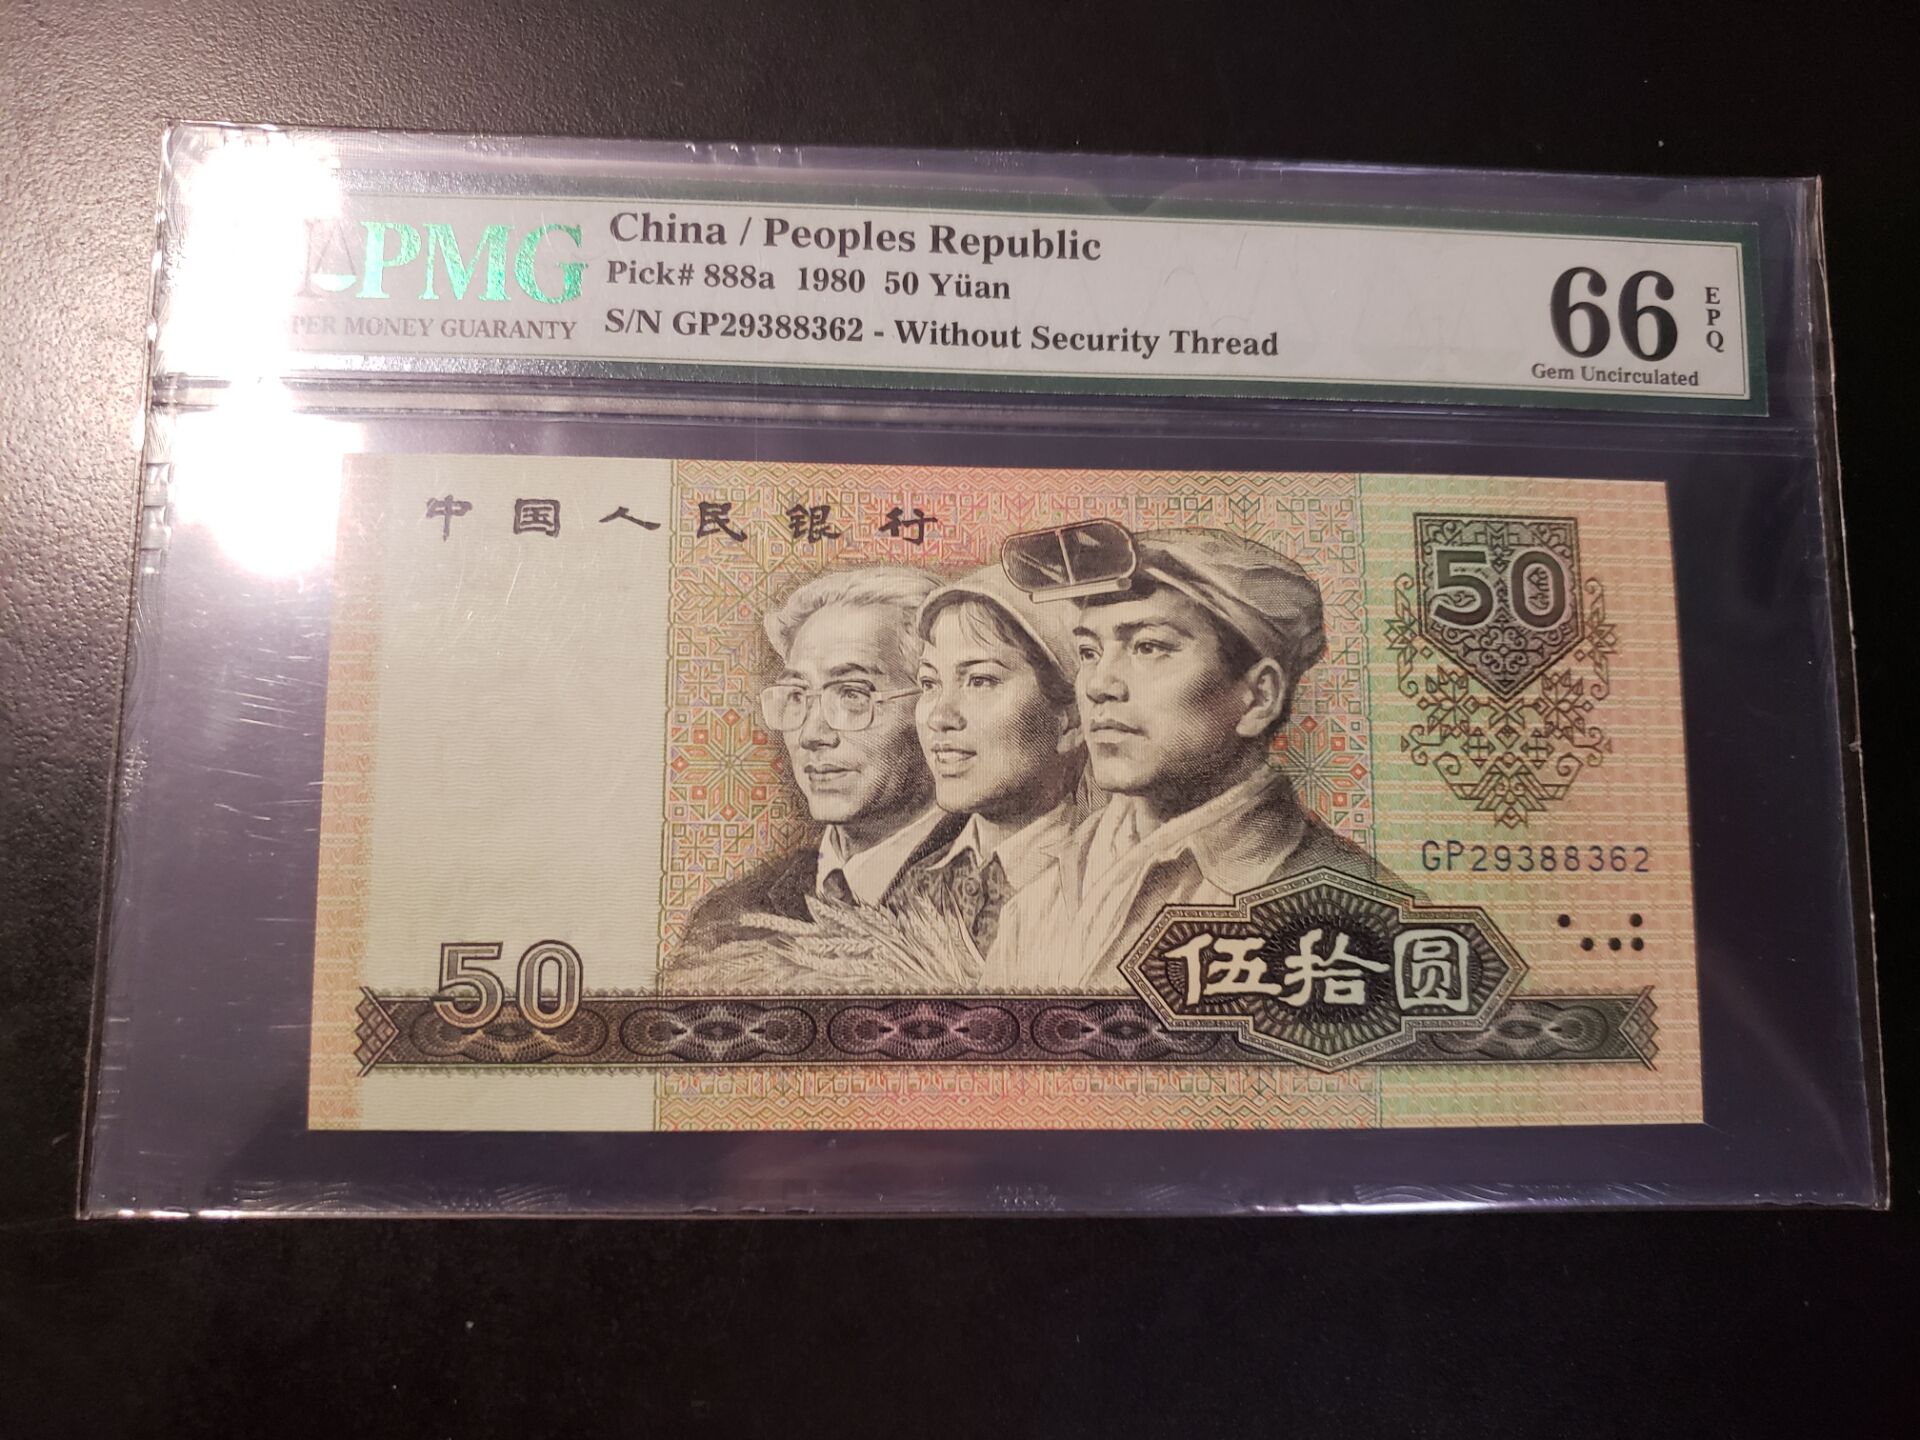 PMG
PAPER MONEY GUARANTY
China / Peoples Republic
Pick# 888a 1980 50 Yüan
S/N GP29388362 - Without Security Thread
66
EPQ
Gem Uncirculated
中国人民银行
50
GP29388362
50
伍拾圆